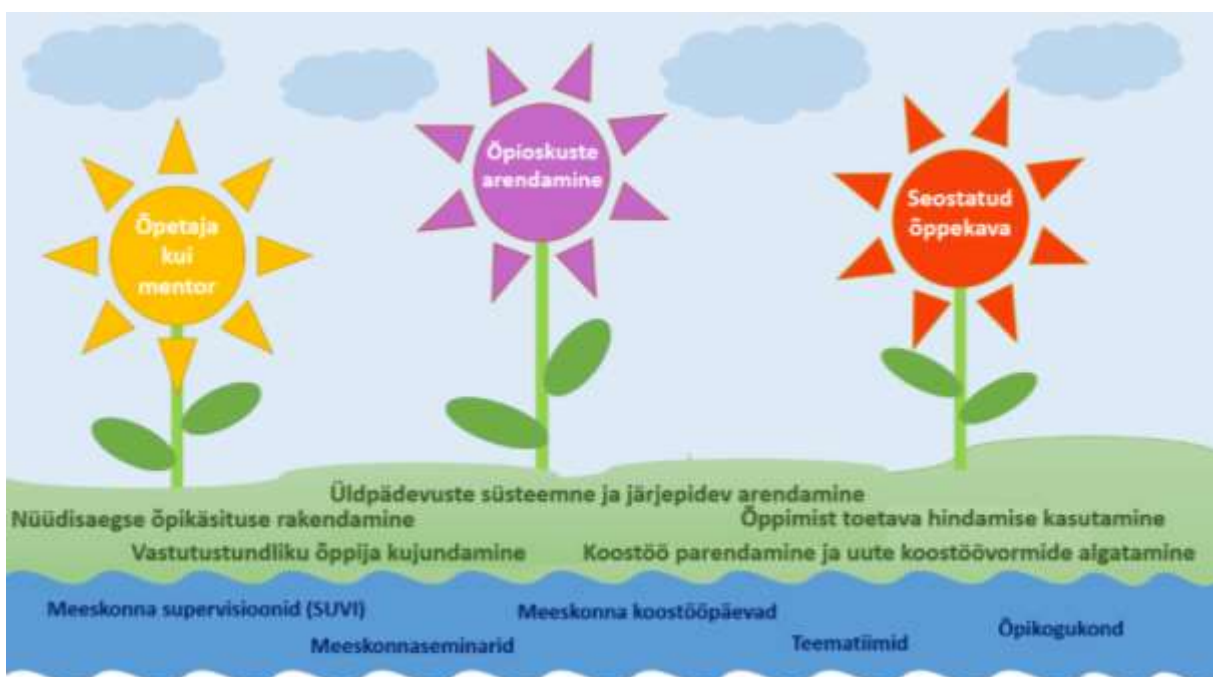 Õpetaja
kui
mentor
Õpioskuste
arendamine
Seostatud
õppekava
Üldpädevuste süsteemne ja järjepidev arendamine
Nüüdisaegse õpikäsituse rakendamine
Õppimist toetava hindamise kasutamine
Vastutustundliku õppija kujundamine
Koostöö parendamine ja uute koostöövormide algatamine
Meeskonna supervisioonid (SUVI)
Meeskonna koostööpäevad
Õpikogukond
Meeskonnaseminarid
Teematiimid